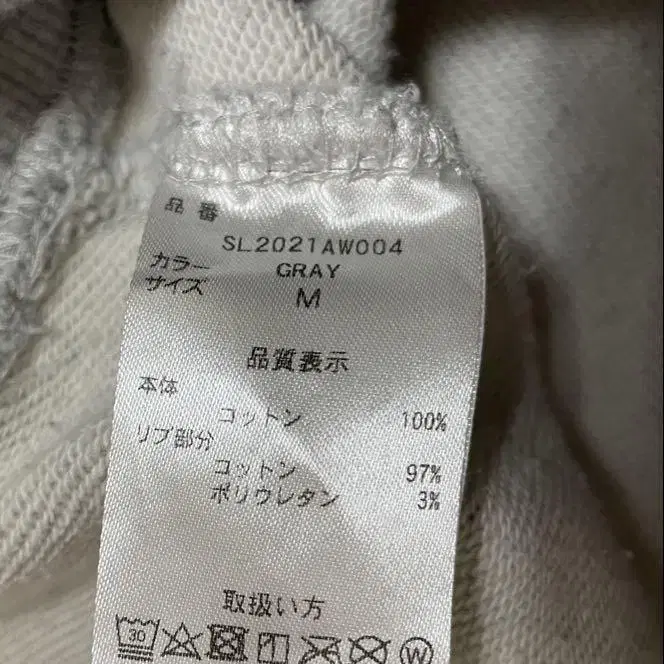 品番
SL2021AW004
カラー GRAY
サイズ M
品質表示
本体
コットン 100%
リブ部分
コットン 97%
ポリウレタン 3%
取扱い方
30
W